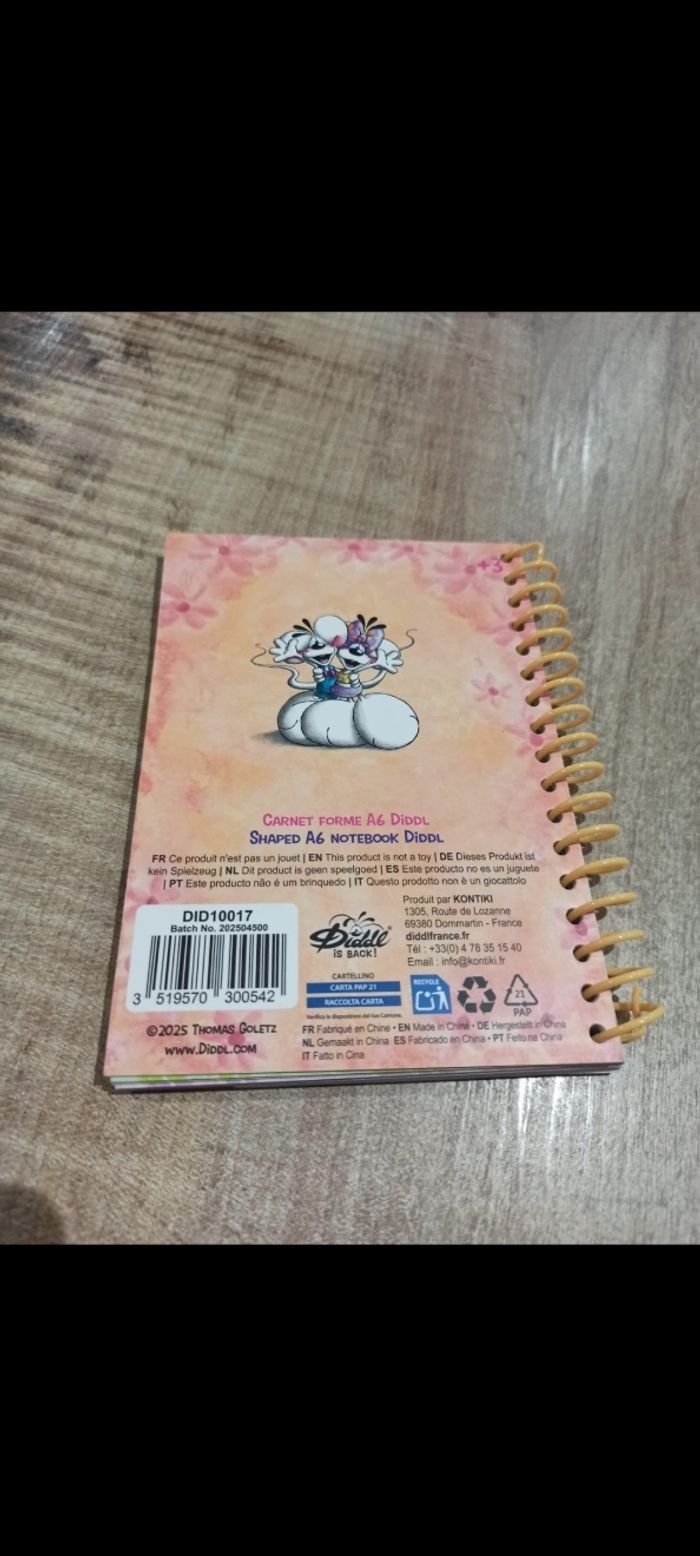 +3
CARNET FORME A6 DIDDL
SHAPED A6 NOTEBOOK DIDDL
FR Ce produit n'est pas un jouet | EN This product is not a toy | DE Dieses Produkt ist
kein Spielzeug | NL Dit product is geen speelgoed | ES Este producto no es un juguete
| PT Este producto não é um brinquedo | IT Questo prodotto non è un giocattolo
DID10017
Batch No. 202504500
3 519570 300542
©2025 THOMAS GOLETZ
WWW.DIDDL.COM
Diddl
IS BACK!
Produit par KONTIKI
1305, Route de Lozanne
69380 Dommartin - France
diddlfrance.fr
Tél : +33(0) 4 78 35 15 40
Email : info@kontiki.fr
CARTELLINO
CARTA PAP 21
RACCOLTA CARTA
Verifica le disposizioni del tuo Comune.
RECYCLE
21
PAP
FR Fabriqué en Chine • EN Made in China • DE Hergestellt in China
NL Gemaakt in China ES Fabricado en China • PT Feito na China
IT Fatto in Cina